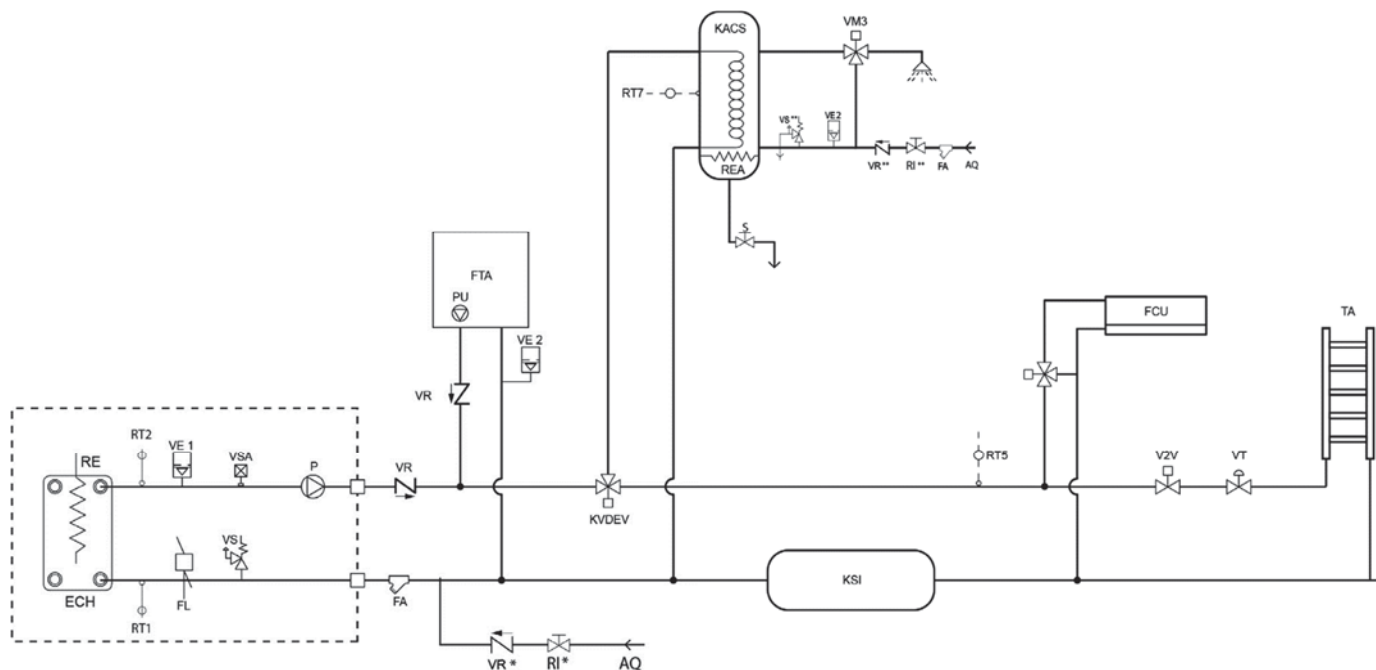 KACS
VM3
RT7
VS**
VE2
REA
VR**
RI**
FA
AQ
S
FTA
PU
VE 2
FCU
TA
VR
RT2
VE 1
RE
VSA
P
VR
RT5
V2V
VT
KVDEV
VSI
KSI
ECH
RT1
FL
FA
VR*
RI*
AQ